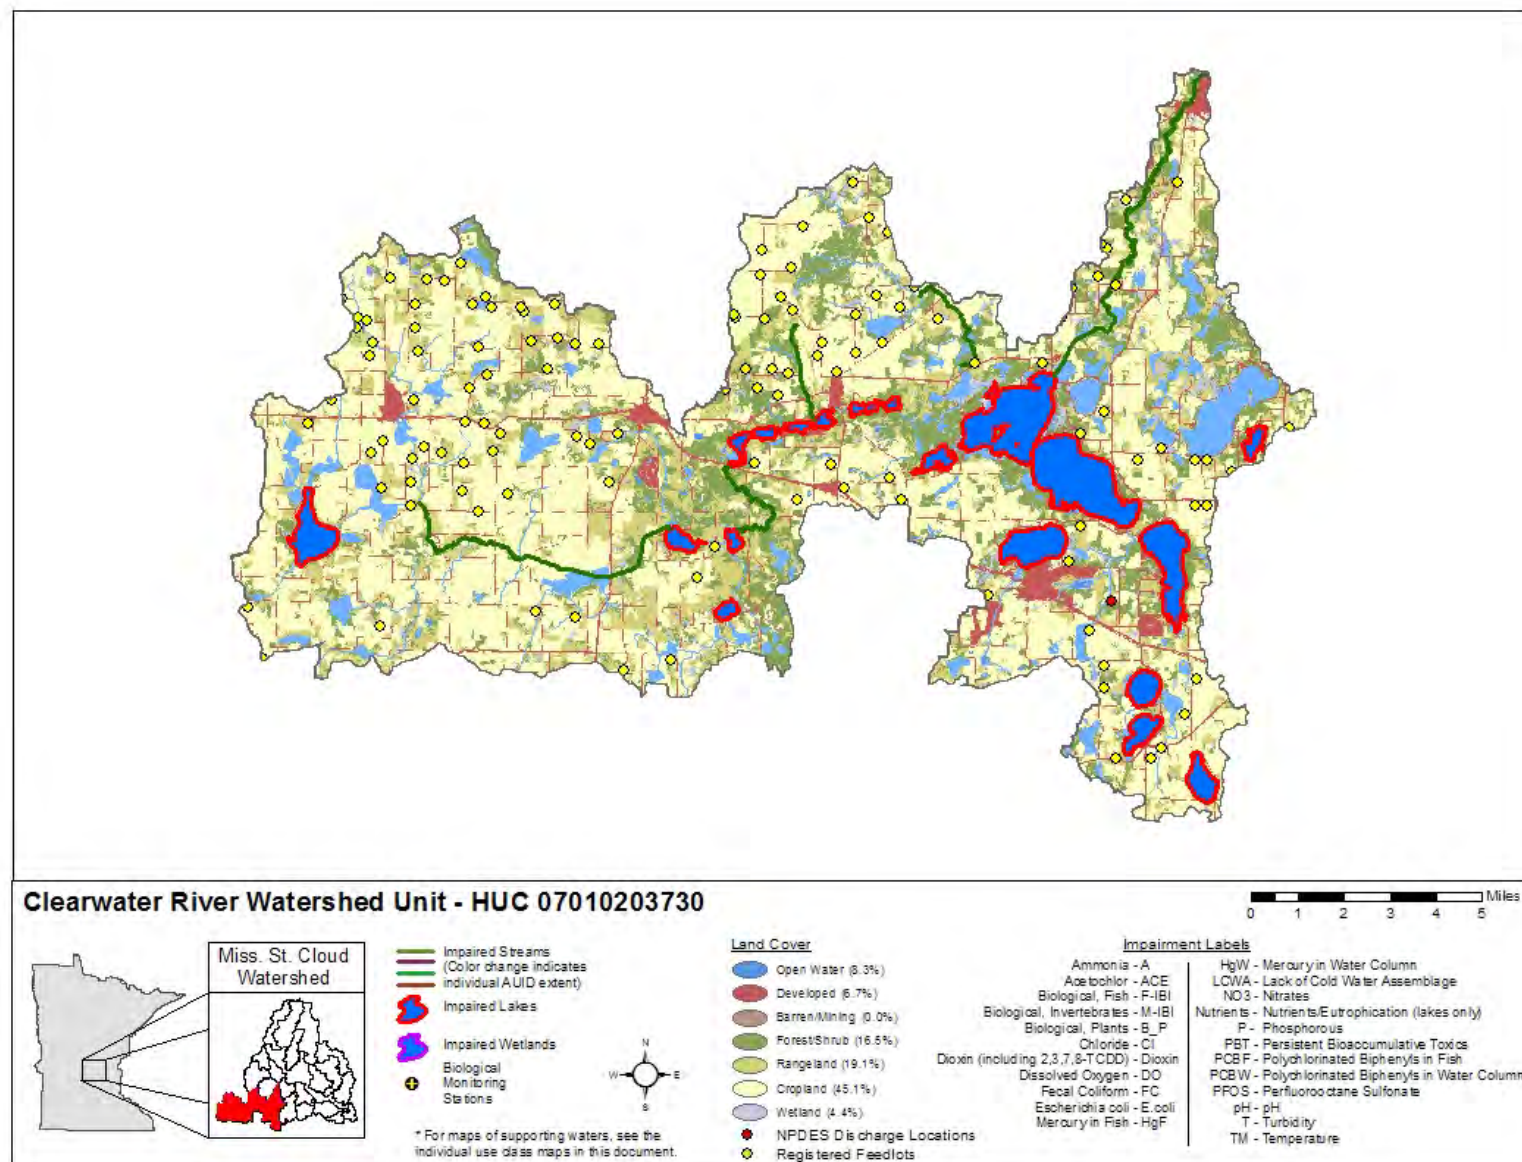 Clearwater River Watershed Unit - HUC 07010203730
Miles
0 1 2 3 4 5
Miss. St. Cloud
Watershed
Impaired Streams
(Color change indicates
individual AUID extent)
Impaired Lakes
Impaired Wetlands
Biological
Monitoring
Stations
N
W E
S
* For maps of supporting waters, see the
individual use class maps in this document.
Land Cover
Open Water (8.3%)
Developed (6.7%)
Barren/Mining (0.0%)
Forest/Shrub (16.5%)
Rangeland (19.1%)
Cropland (45.1%)
Wetland (4.4%)
NPDES Discharge Locations
Registered Feedlots
Impairment Labels
Ammonia - A
Acetochlor - ACE
Biological, Fish - F-IBI
Biological, Invertebrates - M-IBI
Biological, Plants - B_P
Chloride - Cl
Dioxin (including 2,3,7,8-TCDD) - Dioxin
Dissolved Oxygen - DO
Fecal Coliform - FC
Escherichia coli - E.coli
Mercury in Fish - HgF
HgW - Mercury in Water Column
LCWA - Lack of Cold Water Assemblage
NO3 - Nitrates
Nutrients - Nutrients/Eutrophication (lakes only)
P - Phosphorous
PBT - Persistent Bioaccumulative Toxics
PCBF - Polychlorinated Biphenyls in Fish
PCBW - Polychlorinated Biphenyls in Water Column
PFOS - Perfluorooctane Sulfonate
pH - pH
T - Turbidity
TM - Temperature